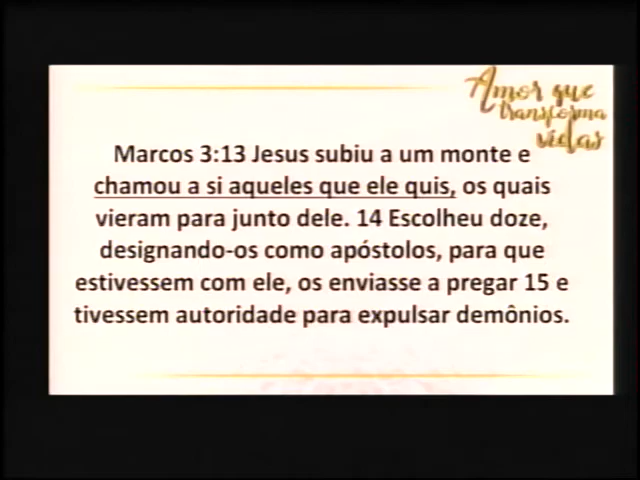 Amor que
transforma
vidas
Marcos 3:13 Jesus subiu a um monte e
chamou a si aqueles que ele quis, os quais
vieram para junto dele. 14 Escolheu doze,
designando-os como apóstolos, para que
estivessem com ele, os enviasse a pregar 15 e
tivessem autoridade para expulsar demônios.